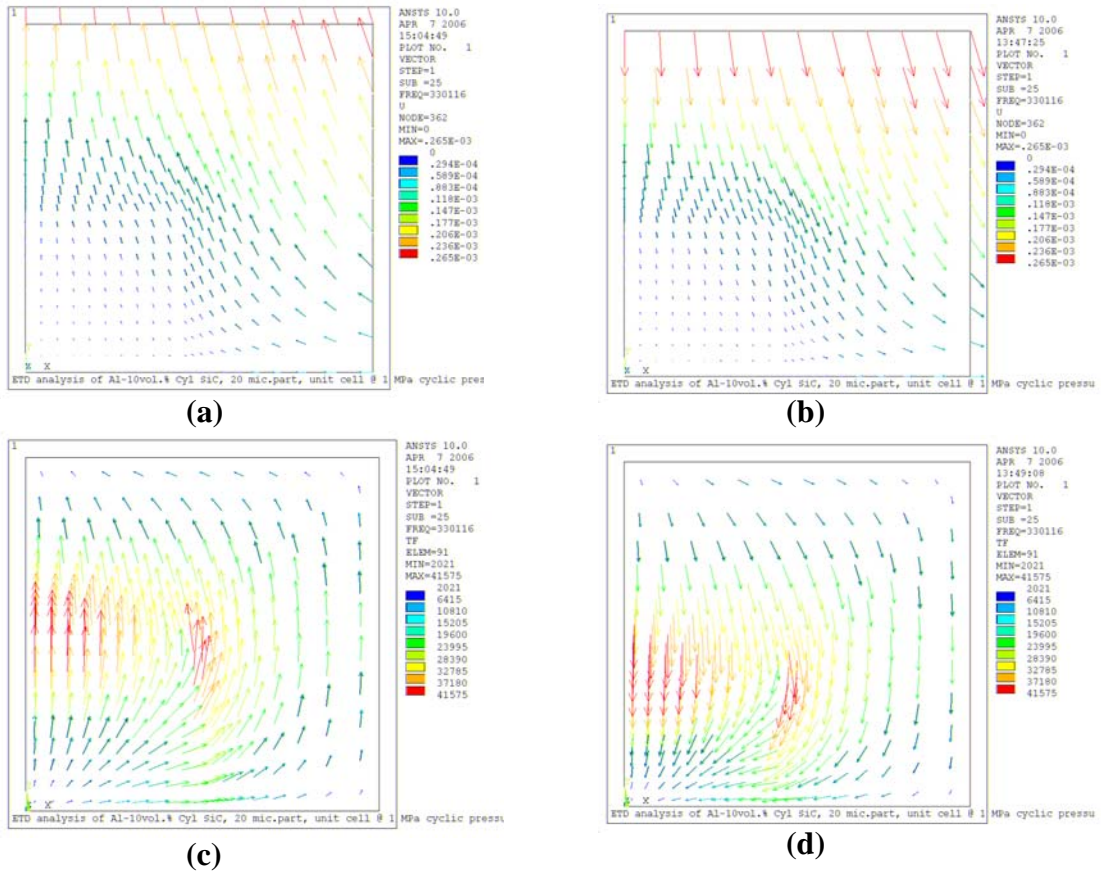 1
ANSYS 10.0
APR 7 2006
15:04:49
PLOT NO. 1
VECTOR
STEP=1
SUB =25
FREQ=330116
U
NODE=362
MIN=0
MAX=.265E-03
0
.294E-04
.589E-04
.883E-04
.118E-03
.147E-03
.177E-03
.206E-03
.236E-03
.265E-03
X X
ETD analysis of Al-10vol.% Cyl SiC, 20 mic.part, unit cell @ 1 MPa cyclic pres
(a)
1
ANSYS 10.0
APR 7 2006
13:47:25
PLOT NO. 1
VECTOR
STEP=1
SUB =25
FREQ=330116
U
NODE=362
MIN=0
MAX=.265E-03
0
.294E-04
.589E-04
.883E-04
.118E-03
.147E-03
.177E-03
.206E-03
.236E-03
.265E-03
X X
ETD analysis of Al-10vol.% Cyl SiC, 20 mic.part, unit cell @ 1 MPa cyclic pressu
(b)
1
ANSYS 10.0
APR 7 2006
15:04:49
PLOT NO. 1
VECTOR
STEP=1
SUB =25
FREQ=330116
TF
ELEM=91
MIN=2021
MAX=41575
2021
6415
10810
15205
19600
23995
28390
32785
37180
41575
X
ETD analysis of Al-10vol.% Cyl SiC, 20 mic.part, unit cell @ 1 MPa cyclic pressu
(c)
1
ANSYS 10.0
APR 7 2006
13:49:08
PLOT NO. 1
VECTOR
STEP=1
SUB =25
FREQ=330116
TF
ELEM=91
MIN=2021
MAX=41575
2021
6415
10810
15205
19600
23995
28390
32785
37180
41575
X
ETD analysis of Al-10vol.% Cyl SiC, 20 mic.part, unit cell @ 1 MPa cyclic pressu
(d)